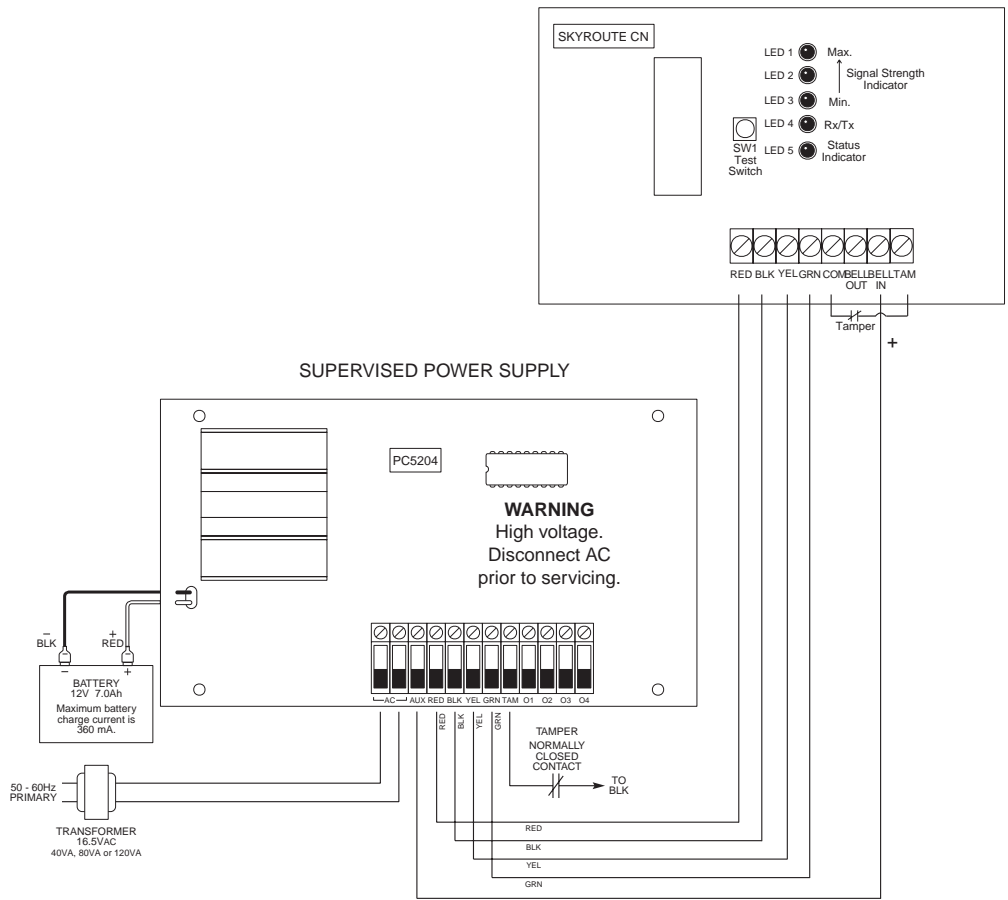 SKYROUTE CN
LED 1
Max.
LED 2
Signal Strength
Indicator
LED 3
Min.
LED 4
Rx/Tx
SW1
Test
Switch
LED 5
Status
Indicator
RED BLK YEL GRN COM BELL OUT BELL IN TAM
Tamper
+
SUPERVISED POWER SUPPLY
PC5204
WARNING
High voltage.
Disconnect AC
prior to servicing.
–
BLK
+
RED
– +
BATTERY
12V 7.0Ah
Maximum battery
charge current is
360 mA.
AC AUX RED BLK YEL GRN TAM O1 O2 O3 O4
RED
BLK
YEL
GRN
TAMPER
NORMALLY
CLOSED
CONTACT
TO
BLK
50 - 60Hz
PRIMARY
TRANSFORMER
16.5VAC
40VA, 80VA or 120VA
RED
BLK
YEL
GRN